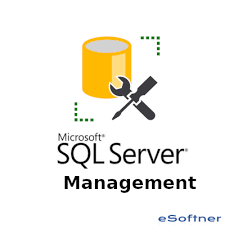 Microsoft®
SQL Server®
Management
eSoftner